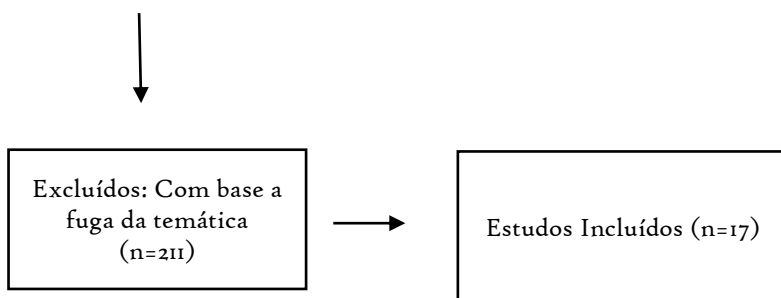 Excluídos: Com base a
fuga da temática
(n=211)
Estudos Incluídos (n=17)